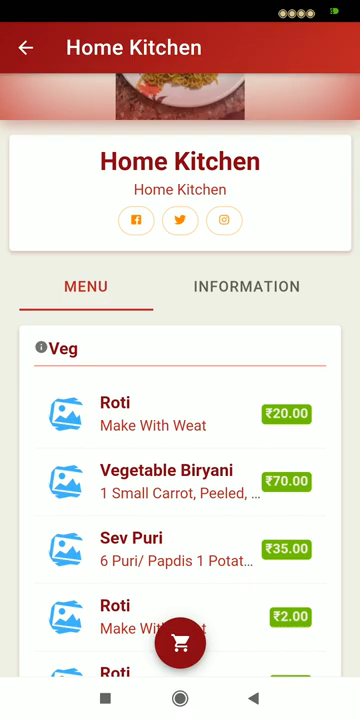 Home Kitchen
Home Kitchen
Home Kitchen
MENU INFORMATION
Veg
Roti
Make With Weat
₹20.00
Vegetable Biryani
1 Small Carrot, Peeled, ...
₹70.00
Sev Puri
6 Puri/ Papdis 1 Potat...
₹35.00
Roti
₹2.00
Roti